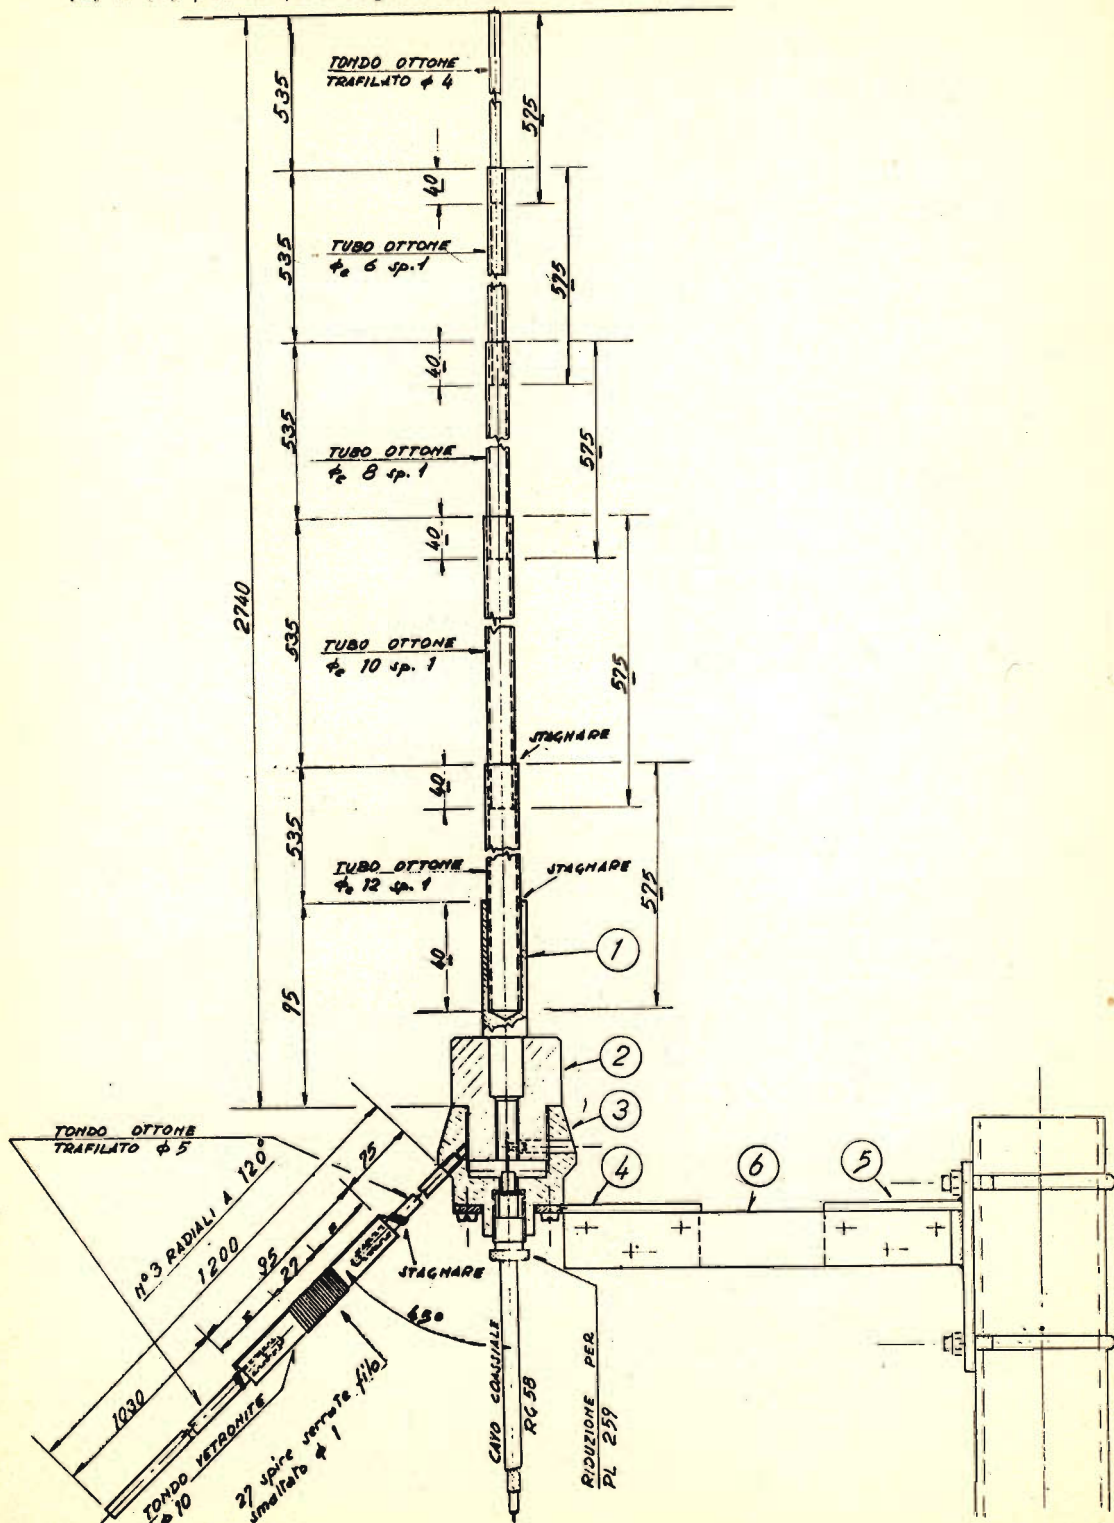 TONDO OTTONE
TRAFILATO φ 4
535
575
40
TUBO OTTONE
φe 6 sp.1
535
575
40
TUBO OTTONE
φe 8 sp.1
535
575
40
2740
TUBO OTTONE
φe 10 sp.1
535
575
STAGNARE
40
TUBO OTTONE
φe 12 sp.1
535
STAGNARE
575
1
40
95
2
3
4
6
5
TONDO OTTONE
TRAFILATO φ 5
N° 3 RADIALI A 120°
1200
75
95
27
STAGNARE
45°
1030
TONDO VETRONITE
φ 10
27 spire serrate filo
smaltato φ 1
CAVO COASSIALE
RG 58
RIDUZIONE PER
PL 259